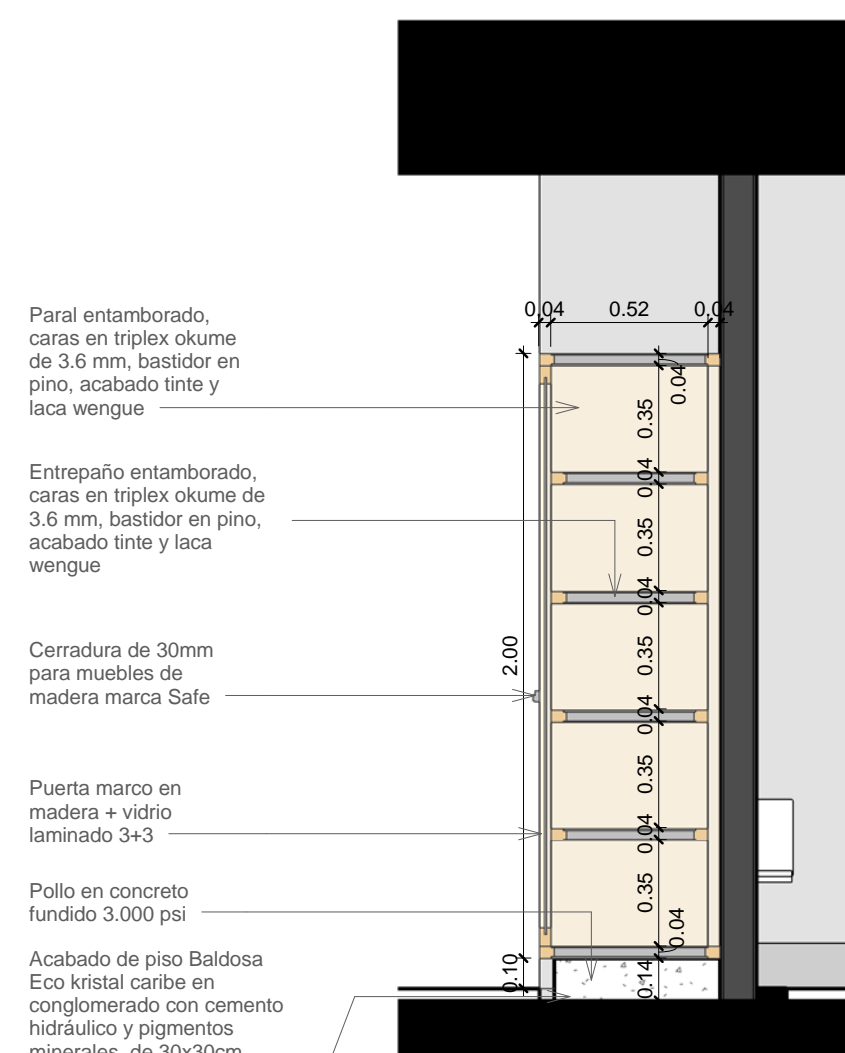 Paral entamborado,
caras en triplex okume
de 3.6 mm, bastidor en
pino, acabado tinte y
laca wengue
Entrepaño entamborado,
caras en triplex okume de
3.6 mm, bastidor en pino,
acabado tinte y laca
wengue
Cerradura de 30mm
para muebles de
madera marca Safe
Puerta marco en
madera + vidrio
laminado 3+3
Pollo en concreto
fundido 3.000 psi
Acabado de piso Baldosa
Eco kristal caribe en
conglomerado con cemento
hidráulico y pigmentos
minerales, de 30x30cm
0.04 0.52 0.04
0.04
0.35
0.04
0.35
0.04
0.35
0.04
0.35
0.04
0.35
0.04
0.14
2.00
0.10